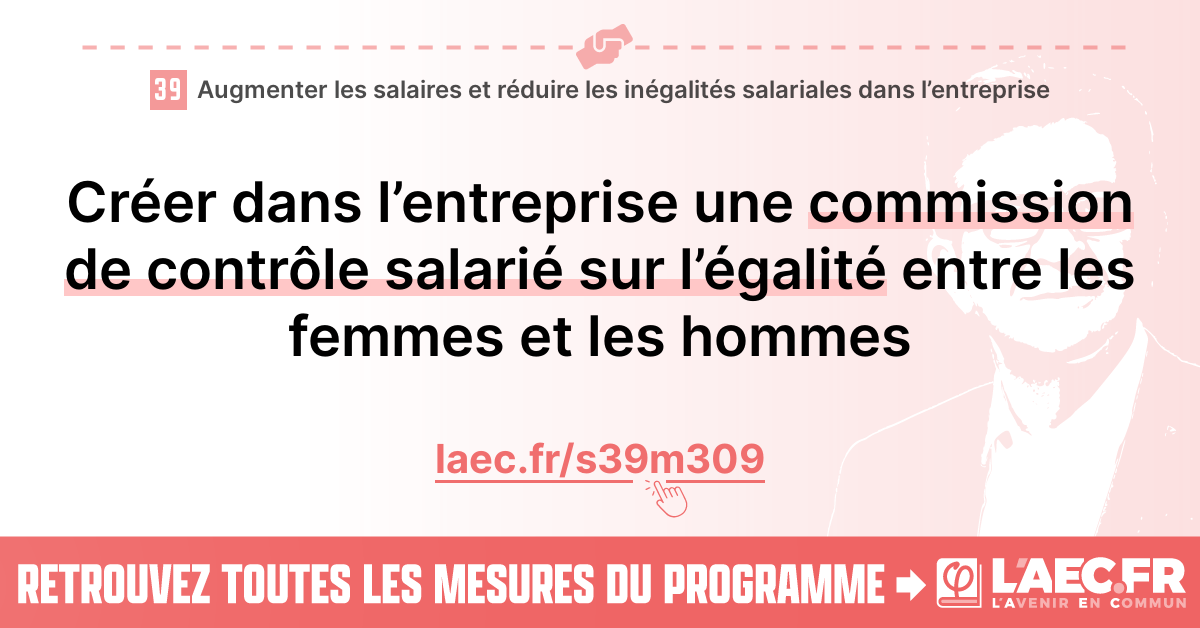 39 Augmenter les salaires et réduire les inégalités salariales dans l’entreprise
Créer dans l’entreprise une commission
de contrôle salarié sur l’égalité entre les
femmes et les hommes
laec.fr/s39m309
RETROUVEZ TOUTES LES MESURES DU PROGRAMME
L'AEC.FR
L'AVENIR EN COMMUN